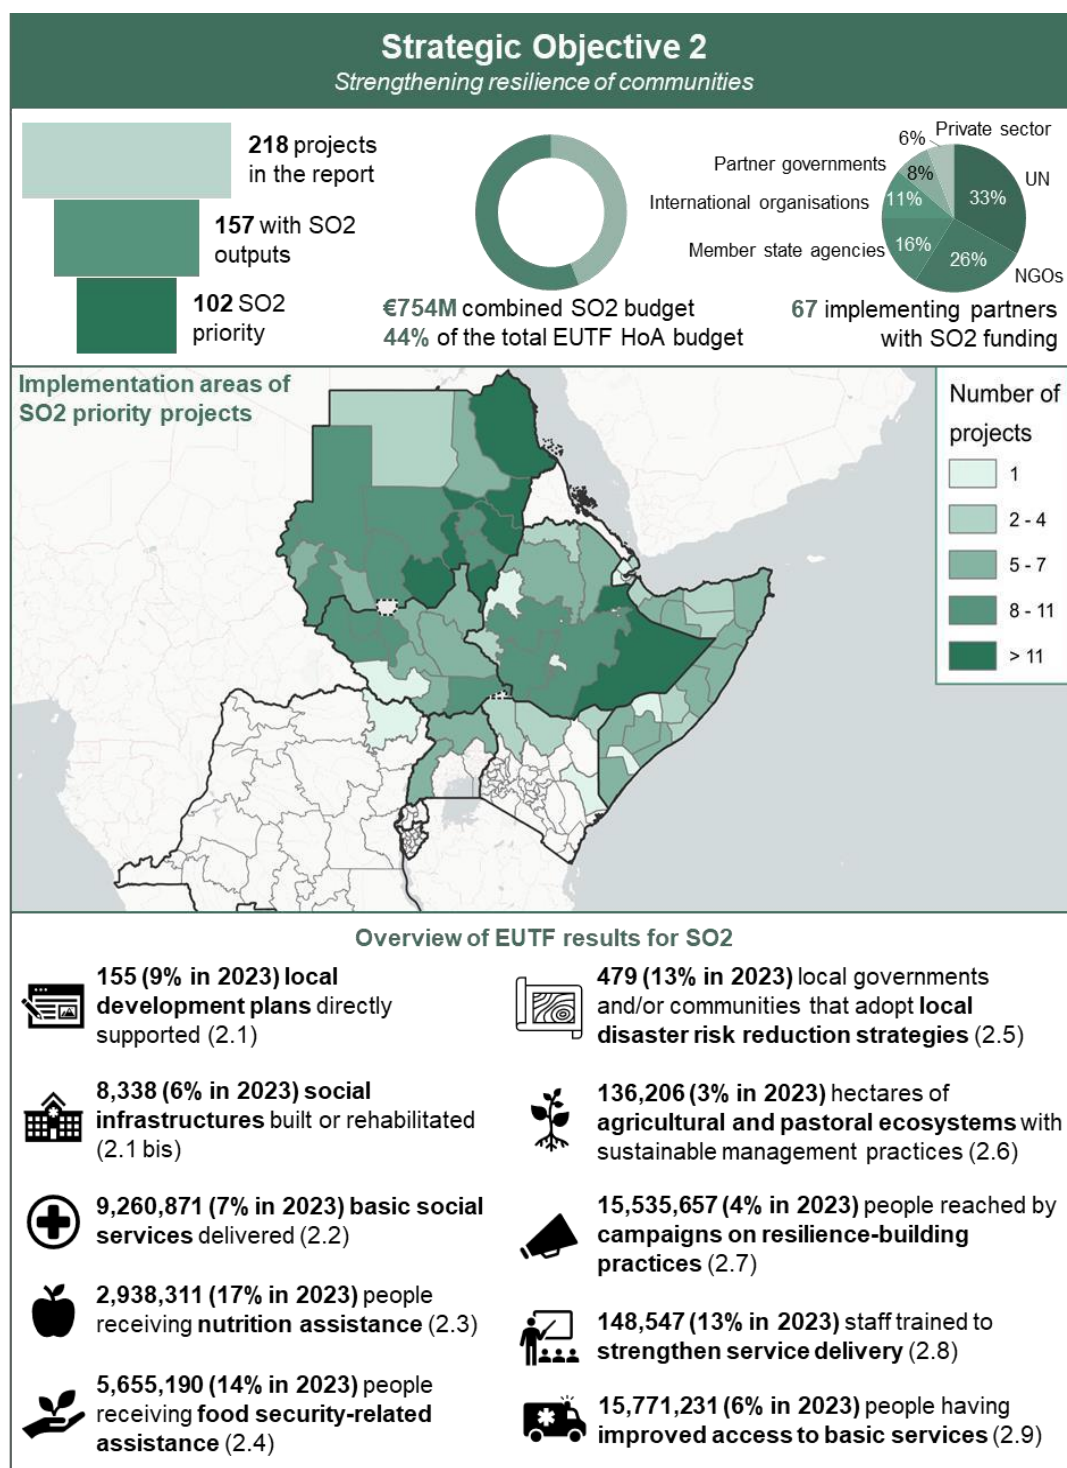 Strategic Objective 2
Strengthening resilience of communities
218 projects
in the report
157 with SO2
outputs
102 SO2
priority
€754M combined SO2 budget
44% of the total EUTF HoA budget
6%
Private sector
Partner governments
8%
UN
33%
International organisations
11%
Member state agencies
16%
26%
NGOs
67 implementing partners
with SO2 funding
Implementation areas of
SO2 priority projects
Number of
projects
1
2 - 4
5 - 7
8 - 11
> 11
Overview of EUTF results for SO2
155 (9% in 2023) local
development plans directly
supported (2.1)
8,338 (6% in 2023) social
infrastructures built or rehabilitated
(2.1 bis)
9,260,871 (7% in 2023) basic social
services delivered (2.2)
2,938,311 (17% in 2023) people
receiving nutrition assistance (2.3)
5,655,190 (14% in 2023) people
receiving food security-related
assistance (2.4)
479 (13% in 2023) local governments
and/or communities that adopt local
disaster risk reduction strategies (2.5)
136,206 (3% in 2023) hectares of
agricultural and pastoral ecosystems with
sustainable management practices (2.6)
15,535,657 (4% in 2023) people reached by
campaigns on resilience-building
practices (2.7)
148,547 (13% in 2023) staff trained to
strengthen service delivery (2.8)
15,771,231 (6% in 2023) people having
improved access to basic services (2.9)